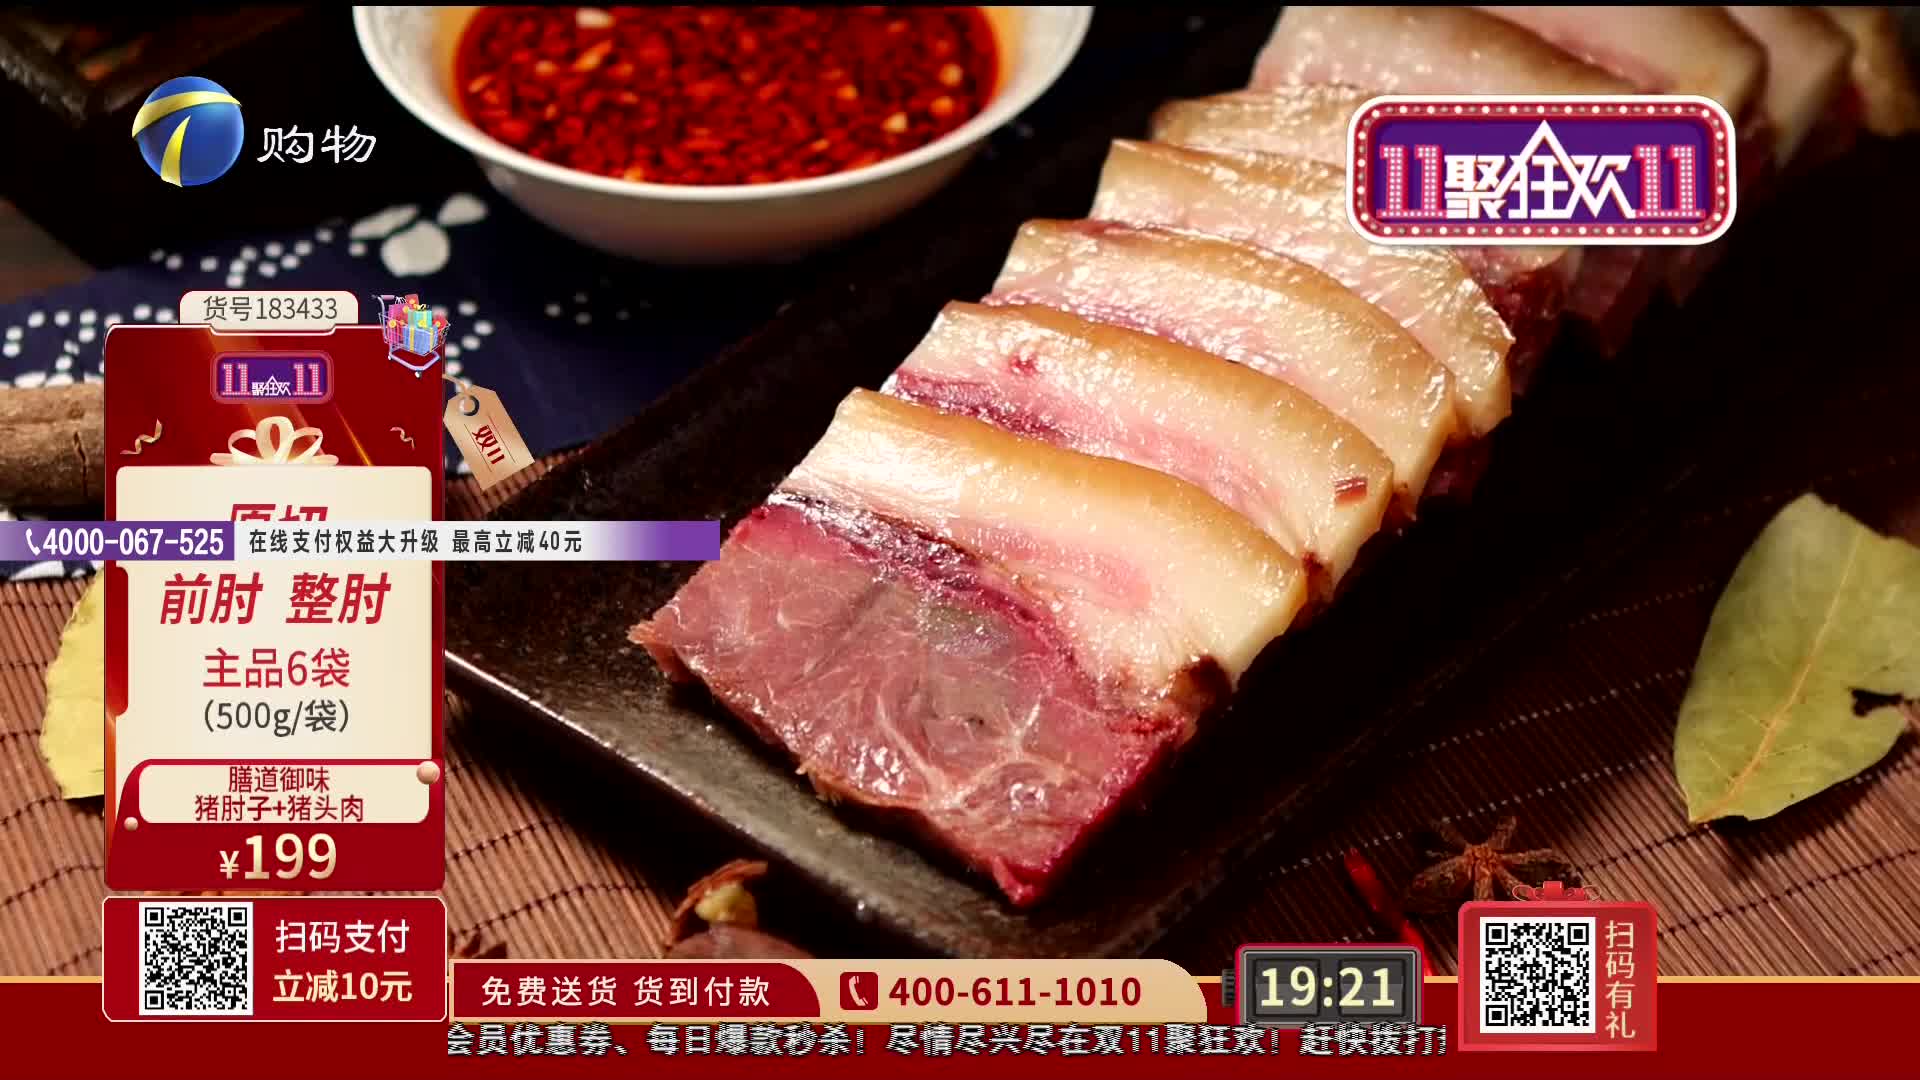 购物
11聚狂欢11
货号183433
11聚狂欢11
双11
原切
4000-067-525
在线支付权益大升级 最高立减40元
前肘 整肘
主品6袋
(500g/袋)
膳道御味
猪肘子+猪头肉
¥199
扫码支付
立减10元
免费送货 货到付款
400-611-1010
19:21
扫码有礼
会员优惠券、每日爆款秒杀！尽情尽兴尽在双11聚狂欢！赶快拨打